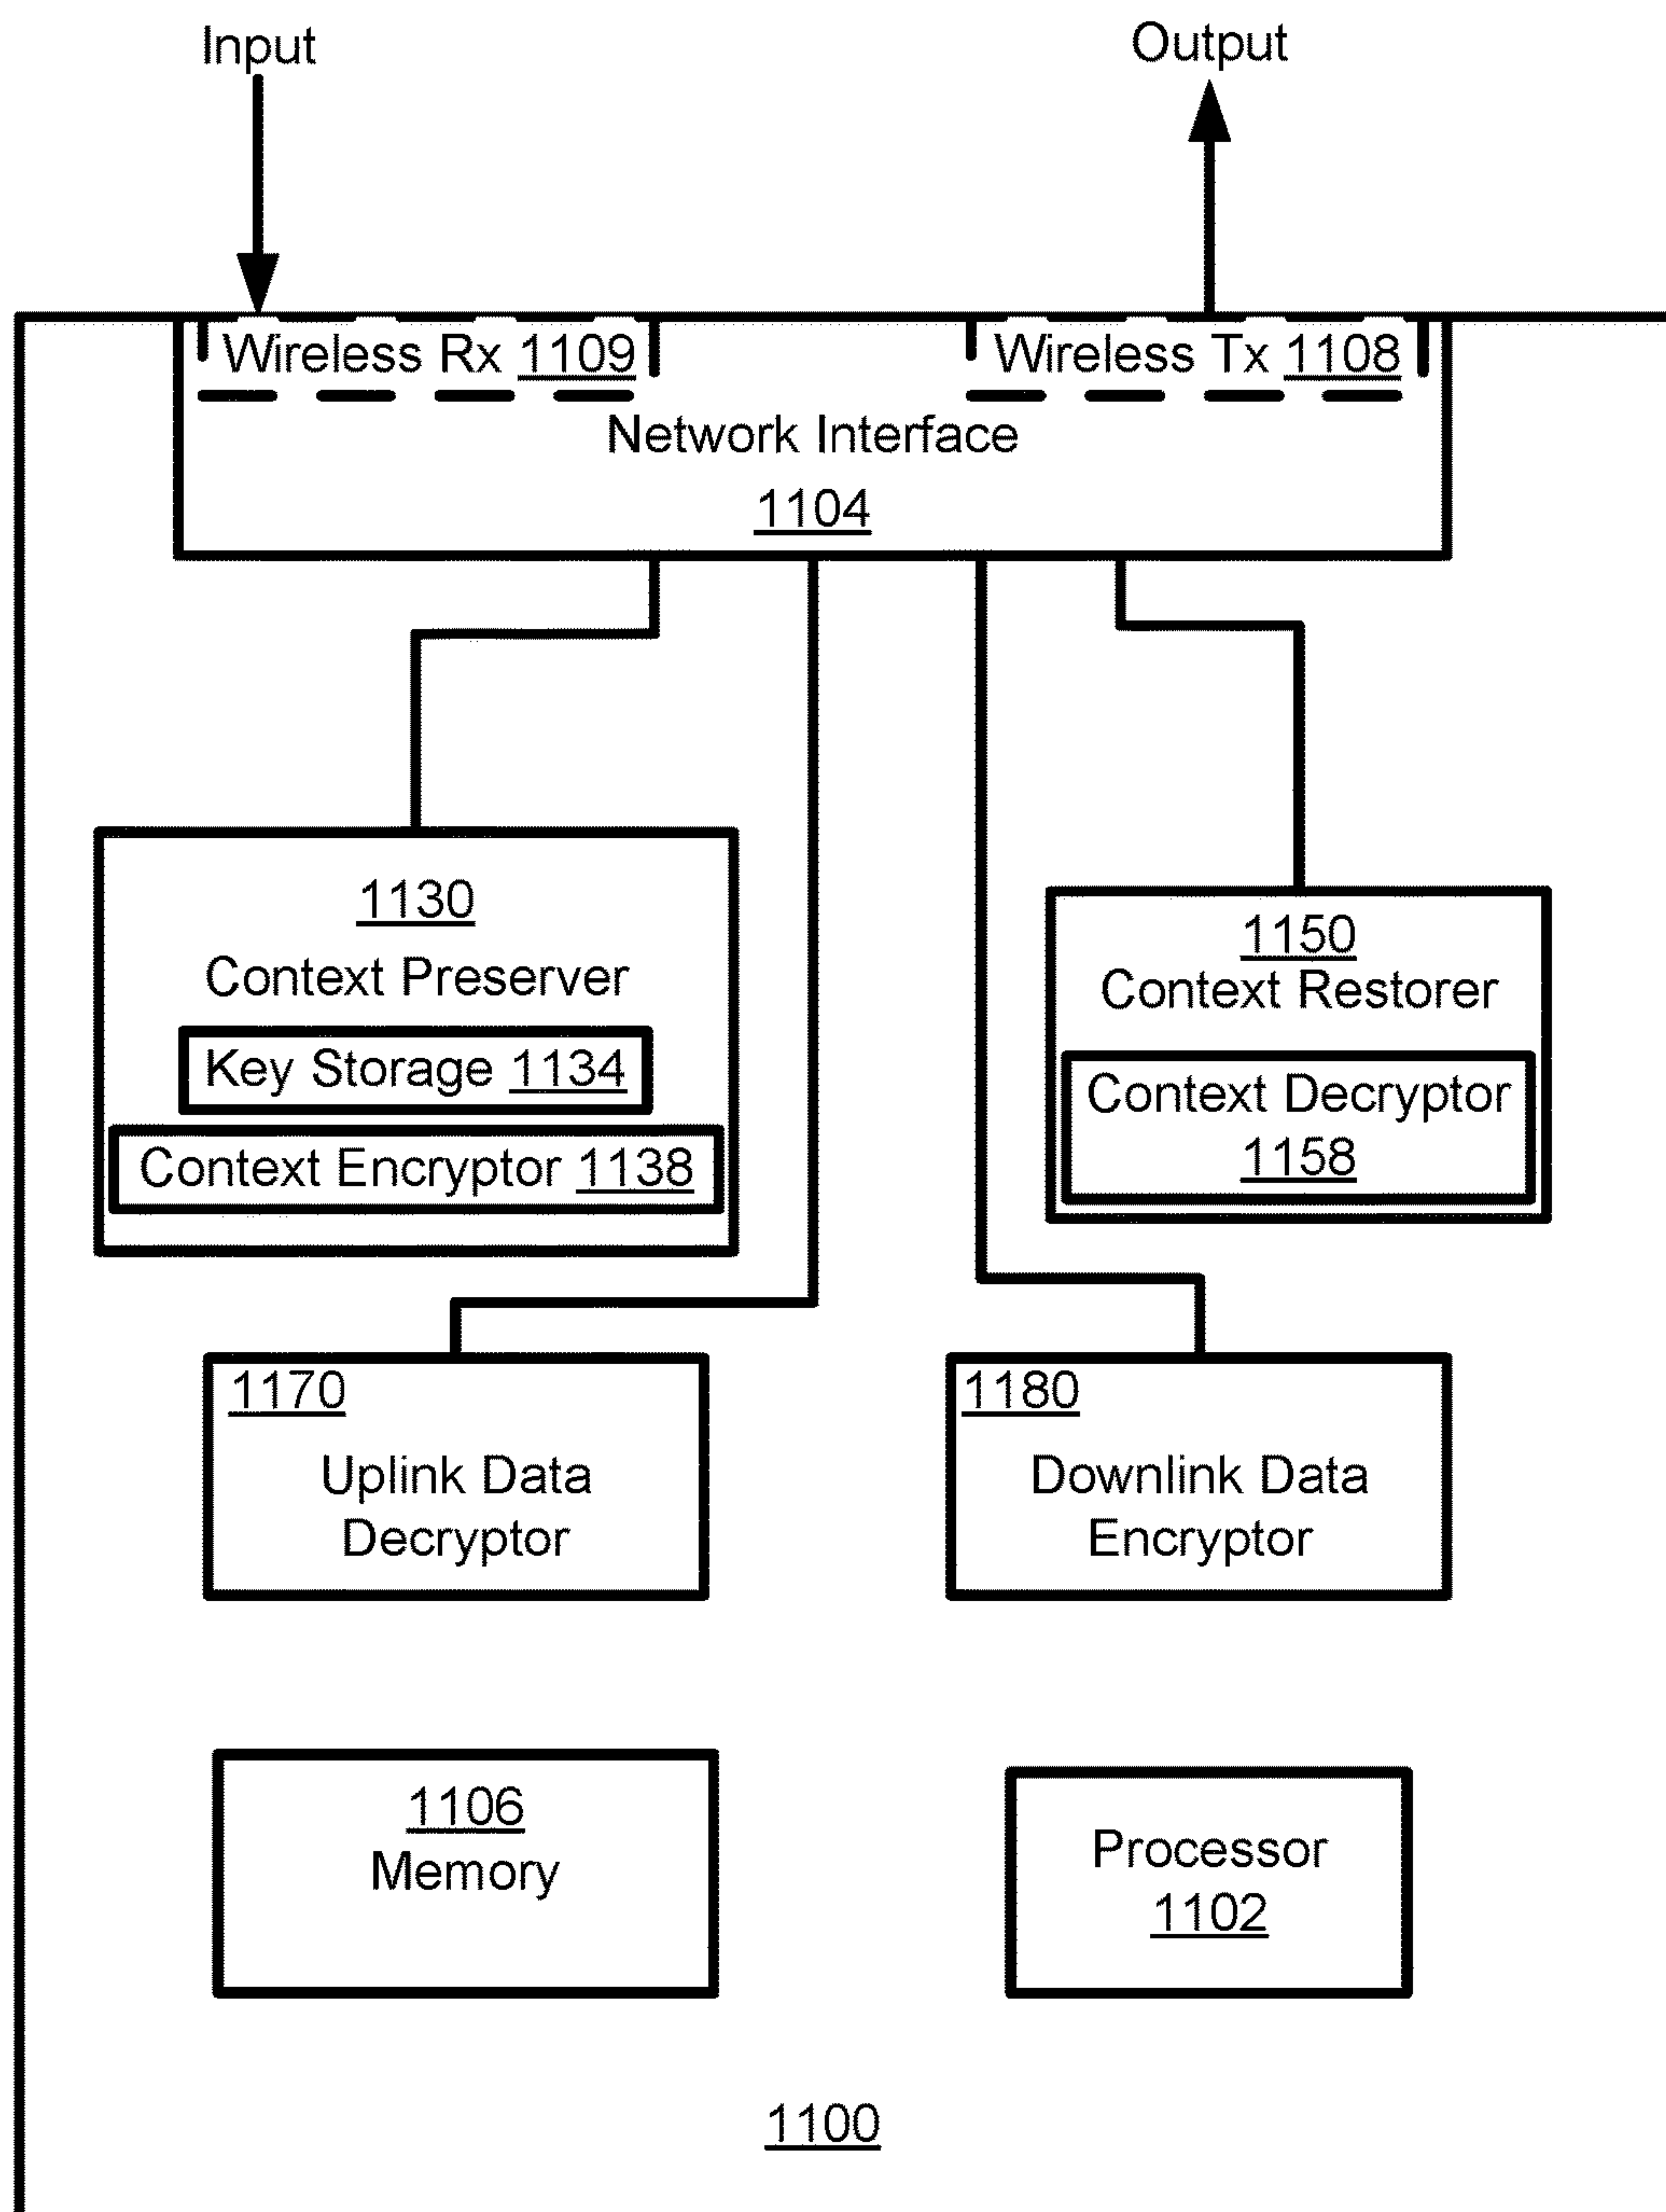 Input
Output
Wireless Rx 1109
Wireless Tx 1108
Network Interface
1104
1130
Context Preserver
Key Storage 1134
Context Encryptor 1138
1150
Context Restorer
Context Decryptor
1158
1170
Uplink Data
Decryptor
1180
Downlink Data
Encryptor
1106
Memory
Processor
1102
1100